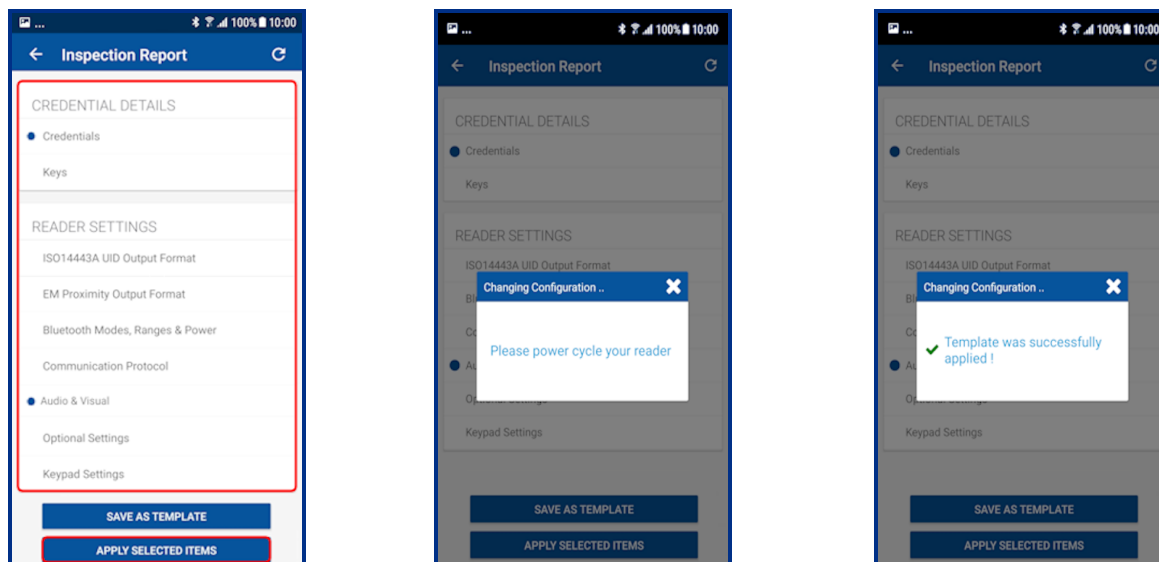 ... 100% 10:00
Inspection Report
CREDENTIAL DETAILS
Credentials
Keys
READER SETTINGS
ISO14443A UID Output Format
EM Proximity Output Format
Bluetooth Modes, Ranges & Power
Communication Protocol
Audio & Visual
Optional Settings
Keypad Settings
SAVE AS TEMPLATE
APPLY SELECTED ITEMS
... 100% 10:00
Inspection Report
CREDENTIAL DETAILS
Credentials
Keys
READER SETTINGS
ISO14443A UID Output Format
Changing Configuration ..
Please power cycle your reader
Keypad Settings
SAVE AS TEMPLATE
APPLY SELECTED ITEMS
... 100% 10:00
Inspection Report
CREDENTIAL DETAILS
Credentials
Keys
READER SETTINGS
ISO14443A UID Output Format
Changing Configuration ..
Template was successfully
applied !
Keypad Settings
SAVE AS TEMPLATE
APPLY SELECTED ITEMS